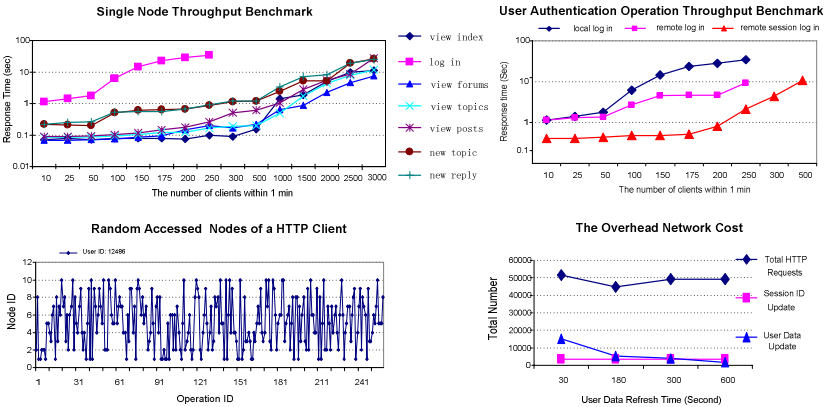 Single Node Throughput Benchmark
Response Time (sec)
100
10
1
0.1
0.01
10 25 50 100 150 175 200 250 300 500 1000 1500 2000 2500 3000
The number of clients within 1 min
view index
log in
view forums
view topics
view posts
new topic
new reply
User Authentication Operation Throughput Benchmark
local log in remote log in remote session log in
Response time (Sec)
100
10
1
0.1
10 25 50 100 150 175 200 250 300 500
The number of clients within 1 min
Random Accessed Nodes of a HTTP Client
User ID: 12486
Node ID
12
10
8
6
4
2
0
1 31 61 91 121 151 181 211 241
Operation ID
The Overhead Network Cost
Total Number
60000
50000
40000
30000
20000
10000
0
30 180 300 600
User Data Refresh Time (Second)
Total HTTP
Requests
Session ID
Update
User Data
Update